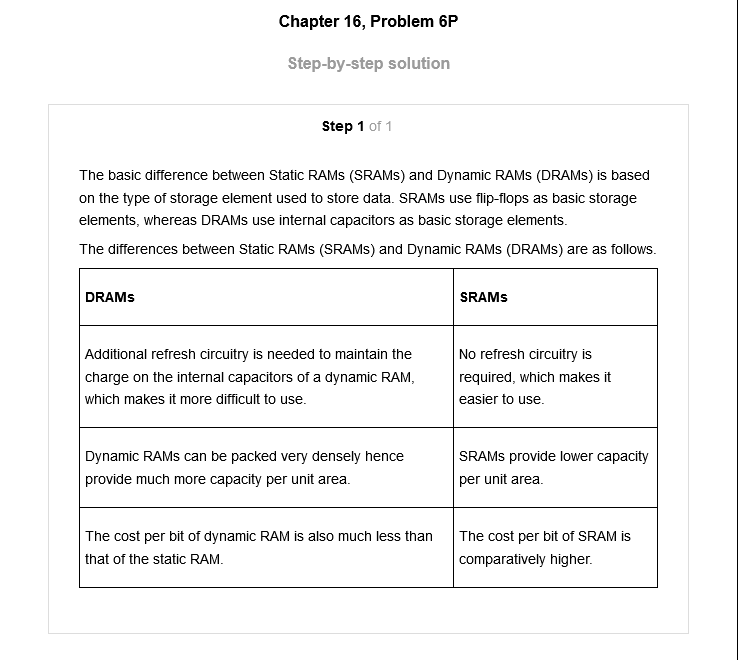 Chapter 16, Problem 6P
Step-by-step solution
Step 1 of 1
The basic difference between Static RAMs (SRAMs) and Dynamic RAMs (DRAMs) is based
on the type of storage element used to store data. SRAMs use flip-flops as basic storage
elements, whereas DRAMs use internal capacitors as basic storage elements.
The differences between Static RAMs (SRAMs) and Dynamic RAMs (DRAMs) are as follows.
DRAMs
SRAMs
Additional refresh circuitry is needed to maintain the
charge on the internal capacitors of a dynamic RAM,
which makes it more difficult to use.
No refresh circuitry is
required, which makes it
easier to use.
Dynamic RAMs can be packed very densely hence
provide much more capacity per unit area.
SRAMs provide lower capacity
per unit area.
The cost per bit of dynamic RAM is also much less than
that of the static RAM.
The cost per bit of SRAM is
comparatively higher.